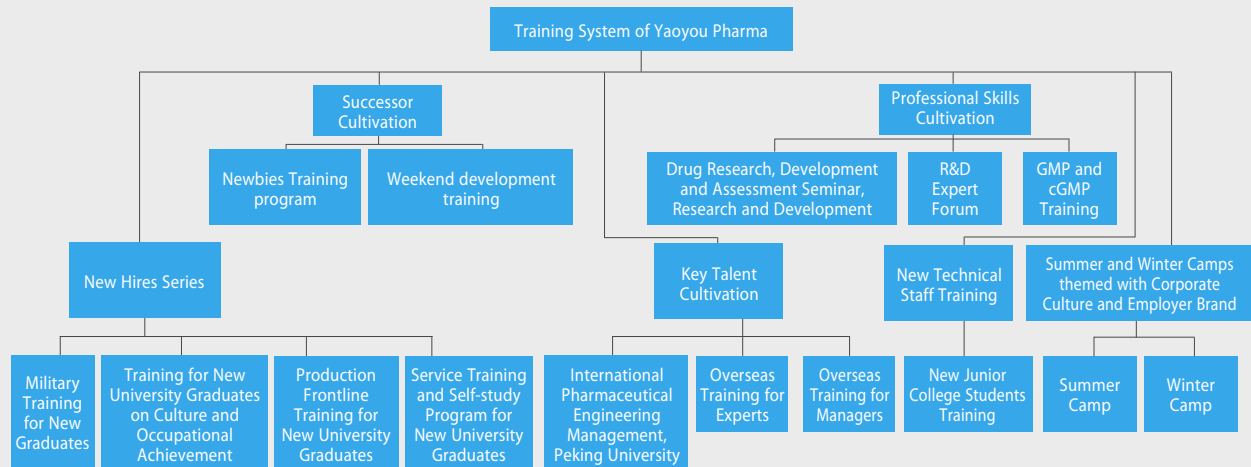 Training System of Yaoyou Pharma
Successor
Cultivation
Professional Skills
Cultivation
Newbies Training
program
Weekend development
training
Drug Research, Development
and Assessment Seminar,
Research and Development
R&D
Expert
Forum
GMP and
cGMP
Training
New Hires Series
Key Talent
Cultivation
New Technical
Staff Training
Summer and Winter Camps
themed with Corporate
Culture and Employer Brand
Military
Training
for New
Graduates
Training for New
University Graduates
on Culture and
Occupational
Achievement
Production
Frontline
Training for
New University
Graduates
Service Training
and Self-study
Program for
New University
Graduates
International
Pharmaceutical
Engineering
Management,
Peking University
Overseas
Training for
Experts
Overseas
Training for
Managers
New Junior
College Students
Training
Summer
Camp
Winter
Camp